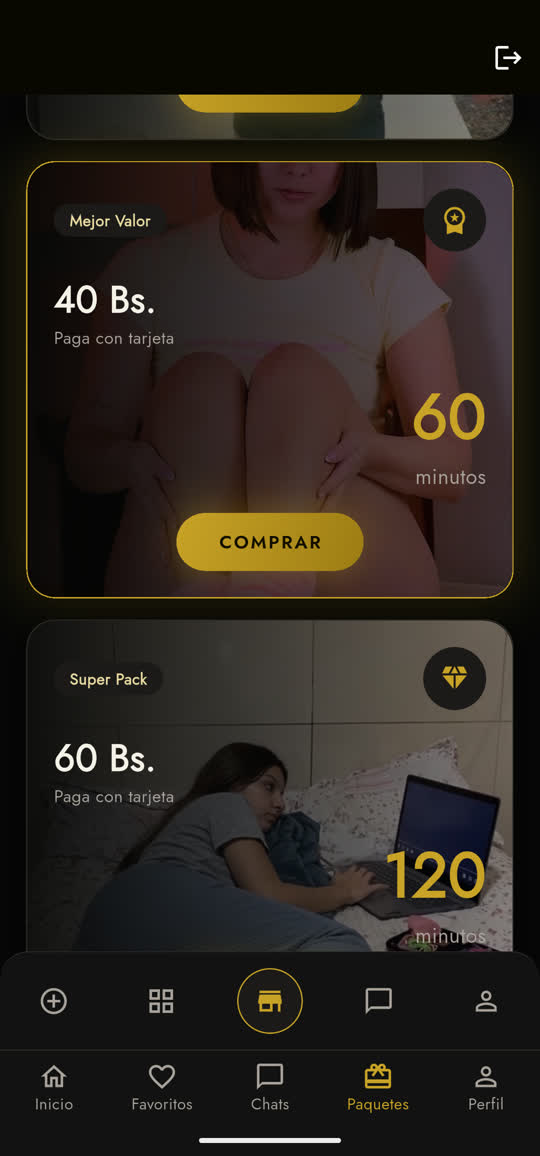 Mejor Valor
40 Bs.
Paga con tarjeta
60
minutos
COMPRAR
Super Pack
60 Bs.
Paga con tarjeta
120
minutos
Inicio
Favoritos
Chats
Paquetes
Perfil